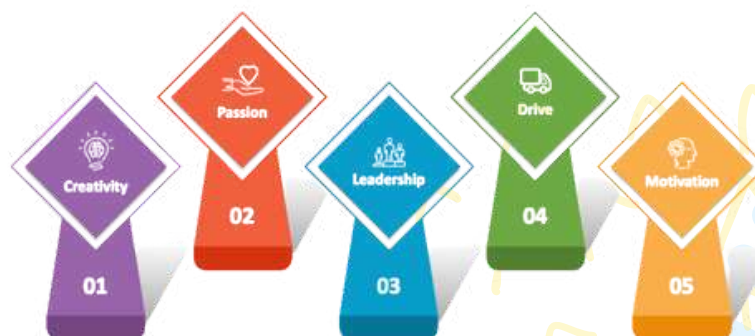 Creativity
01
Passion
02
Leadership
03
Drive
04
Motivation
05